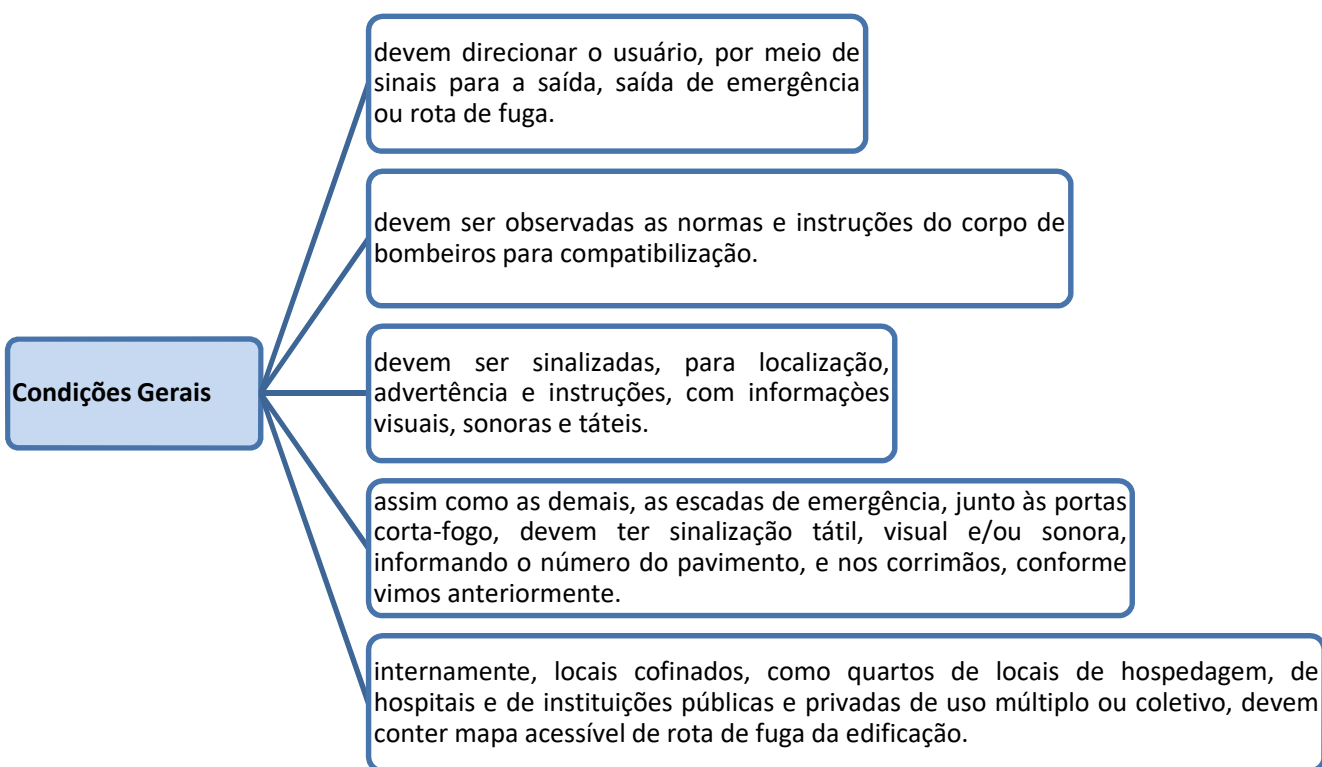 devem direcionar o usuário, por meio de
sinais para a saída, saída de emergência
ou rota de fuga.
devem ser observadas as normas e instruções do corpo de
bombeiros para compatibilização.
Condições Gerais
devem ser sinalizadas, para localização,
advertência e instruções, com informaçòes
visuais, sonoras e táteis.
assim como as demais, as escadas de emergência, junto às portas
corta-fogo, devem ter sinalização tátil, visual e/ou sonora,
informando o número do pavimento, e nos corrimãos, conforme
vimos anteriormente.
internamente, locais cofinados, como quartos de locais de hospedagem, de
hospitais e de instituições públicas e privadas de uso múltiplo ou coletivo, devem
conter mapa acessível de rota de fuga da edificação.